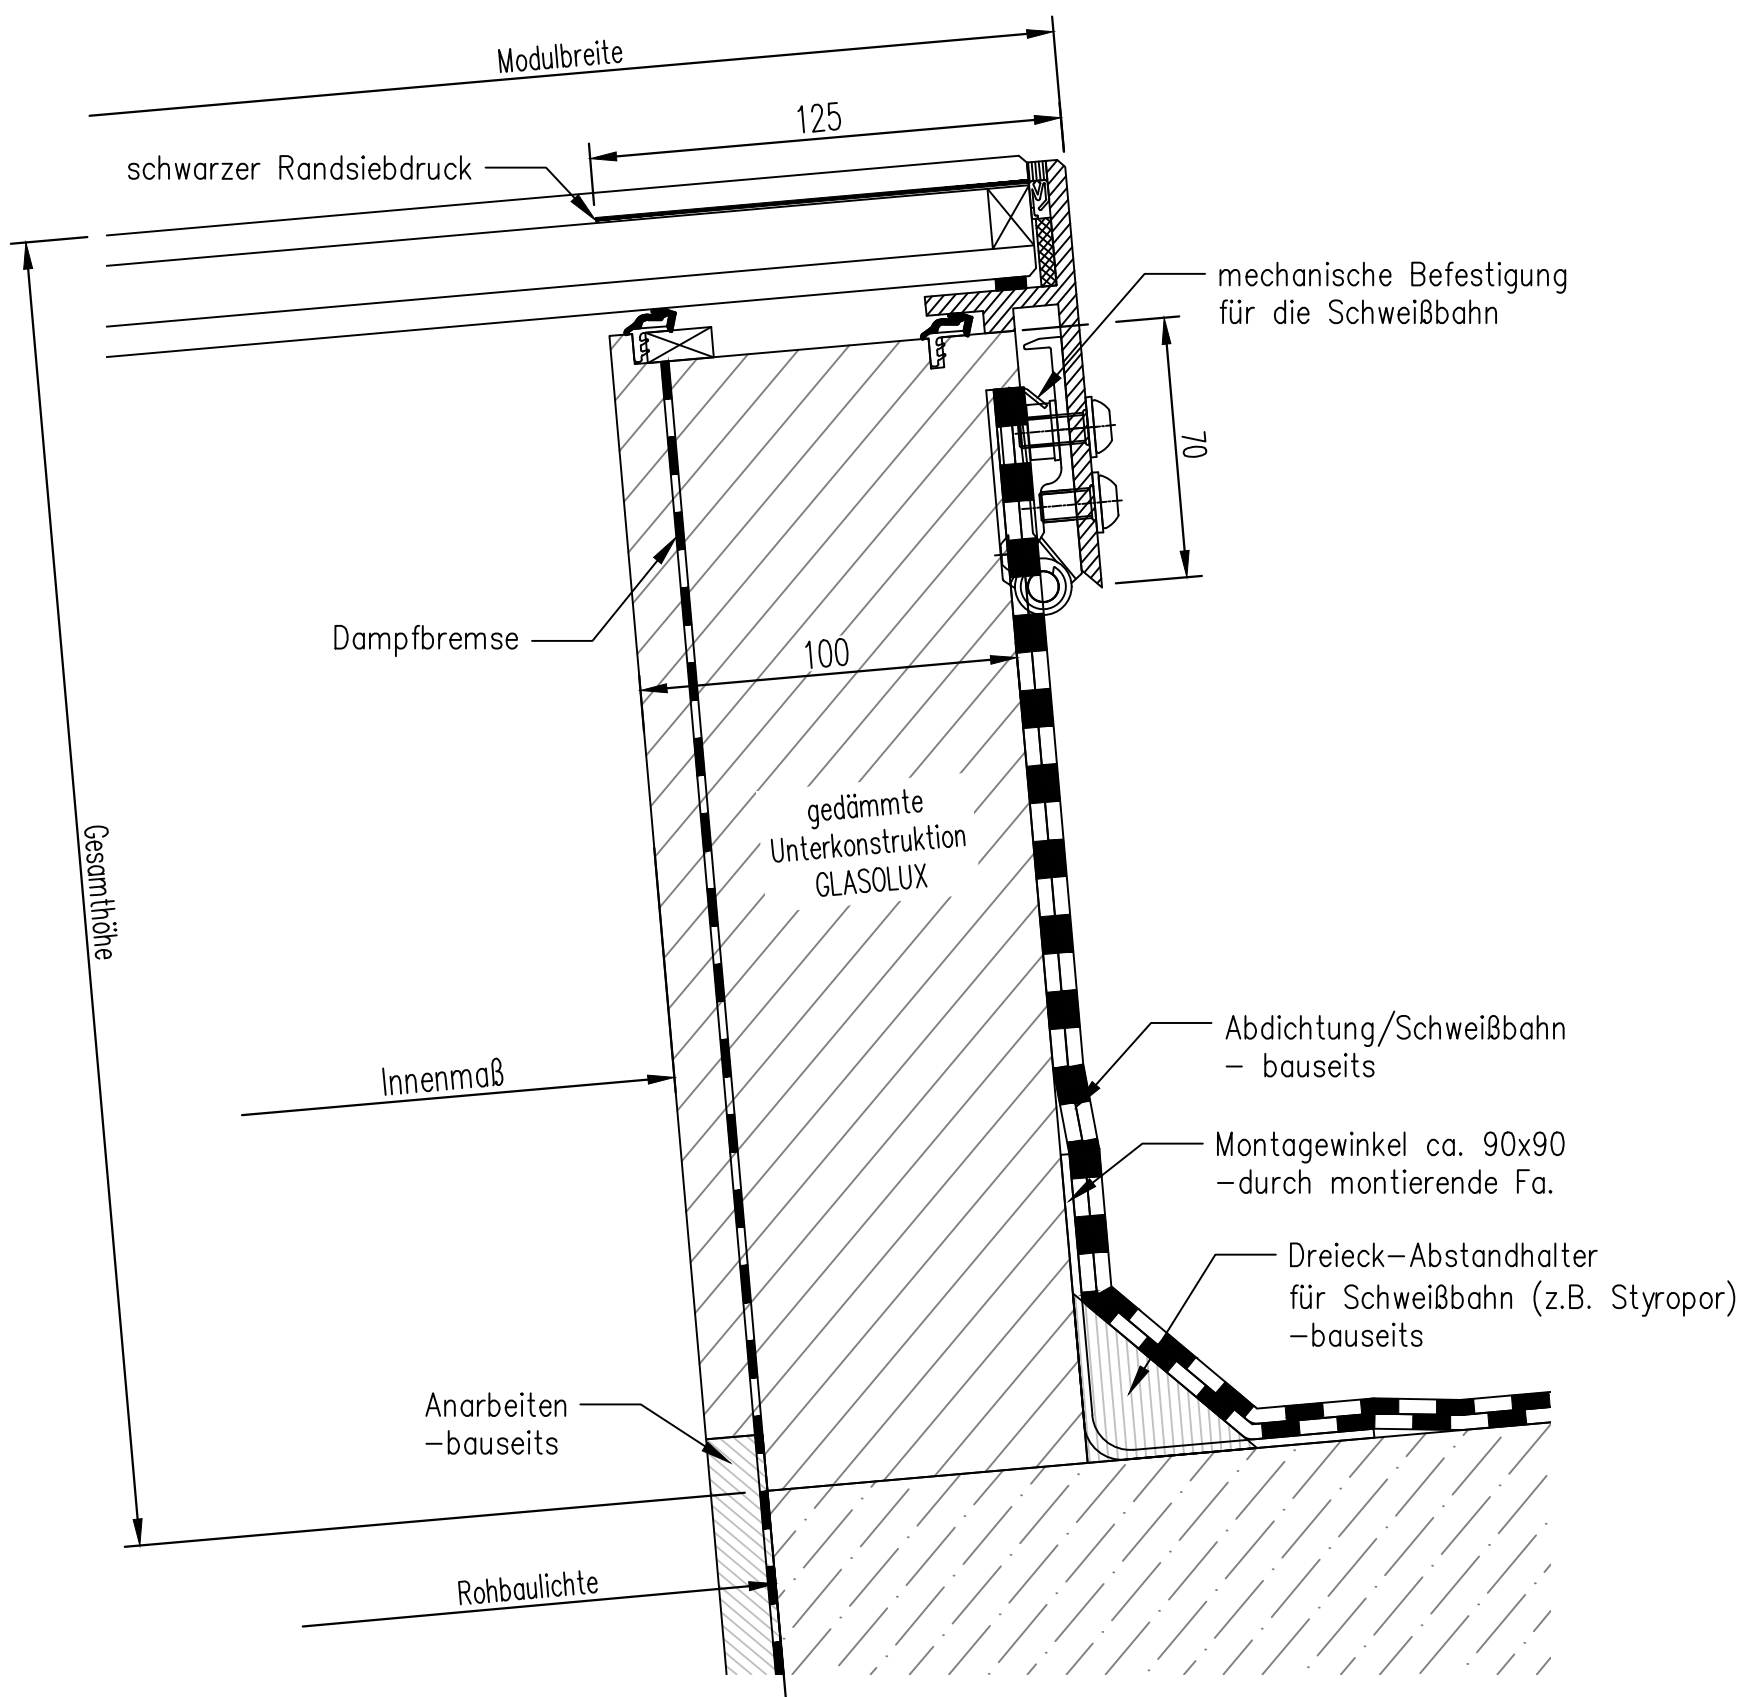 Modulbreite
125
schwarzer Randsiebdruck
mechanische Befestigung
für die Schweißbahn
70
Dampfbremse
100
gedämmte
Unterkonstruktion
GLASOLUX
Gesamthöhe
Abdichtung/Schweißbahn
- bauseits
Innenmaß
Montagewinkel ca. 90x90
-durch montierende Fa.
Dreieck-Abstandhalter
für Schweißbahn (z.B. Styropor)
-bauseits
Anarbeiten
-bauseits
Rohbaulichte